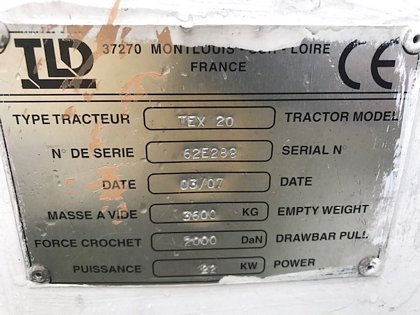 TLD 37270 MONTLOUIS - SUR - LOIRE CE
FRANCE
TYPE TRACTEUR TEX 20 TRACTOR MODEL
N° DE SERIE 62E289 SERIAL N°
DATE 03/07 DATE
MASSE A VIDE 3600 KG EMPTY WEIGHT
FORCE CROCHET 2000 DaN DRAWBAR PULL
PUISSANCE 22 KW POWER